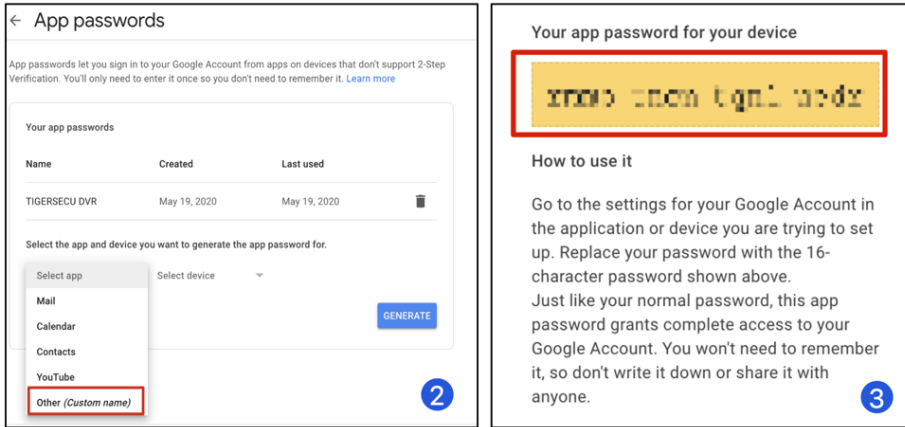 ← App passwords
App passwords let you sign in to your Google Account from apps on devices that don't support 2-Step
Verification. You'll only need to enter it once so you don't need to remember it. Learn more
Your app passwords
Name Created Last used
TIGERSECU DVR May 19, 2020 May 19, 2020
Select the app and device you want to generate the app password for.
Select app Select device
Mail
Calendar
Contacts
YouTube
Other (Custom name)
GENERATE
2
Your app password for your device
How to use it
Go to the settings for your Google Account in
the application or device you are trying to set
up. Replace your password with the 16-
character password shown above.
Just like your normal password, this app
password grants complete access to your
Google Account. You won't need to remember
it, so don't write it down or share it with
anyone.
3